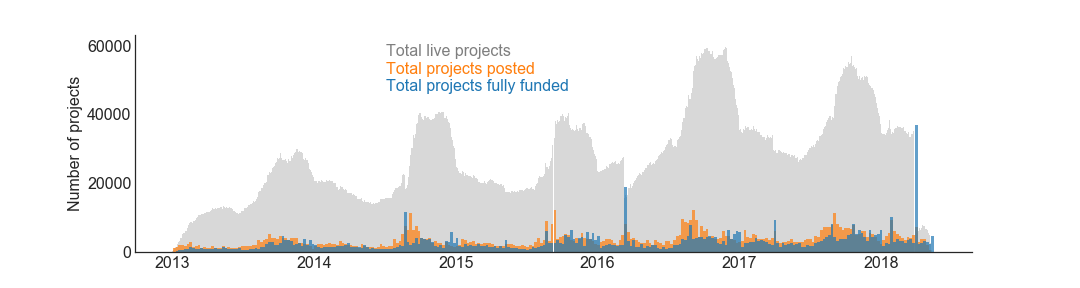 Total live projects
Total projects posted
Total projects fully funded
Number of projects
60000
40000
20000
0
2013 2014 2015 2016 2017 2018